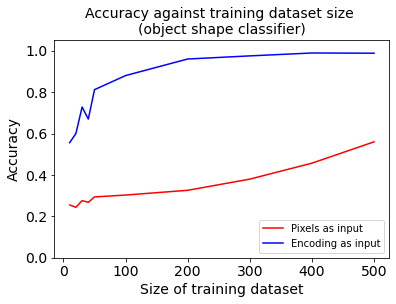 Accuracy against training dataset size
(object shape classifier)
1.0
0.8
0.6
0.4
0.2
0.0
Accuracy
0 100 200 300 400 500
Size of training dataset
Pixels as input
Encoding as input